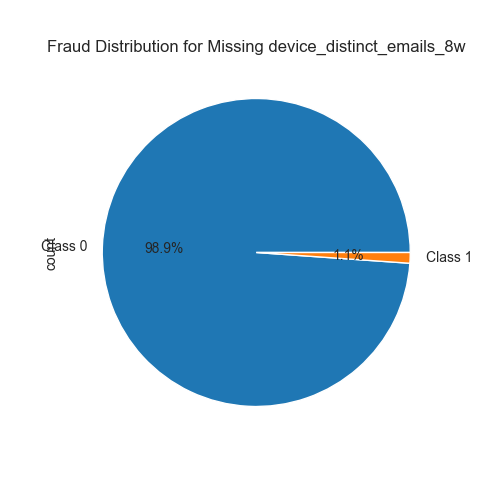 Fraud Distribution for Missing device_distinct_emails_8w
Class 0
count
98.9%
1.1%
Class 1